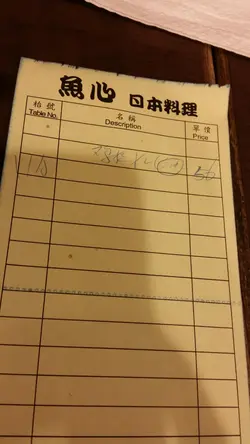 魚心 日本料理
枱號 名稱 單價
Table No. Description Price